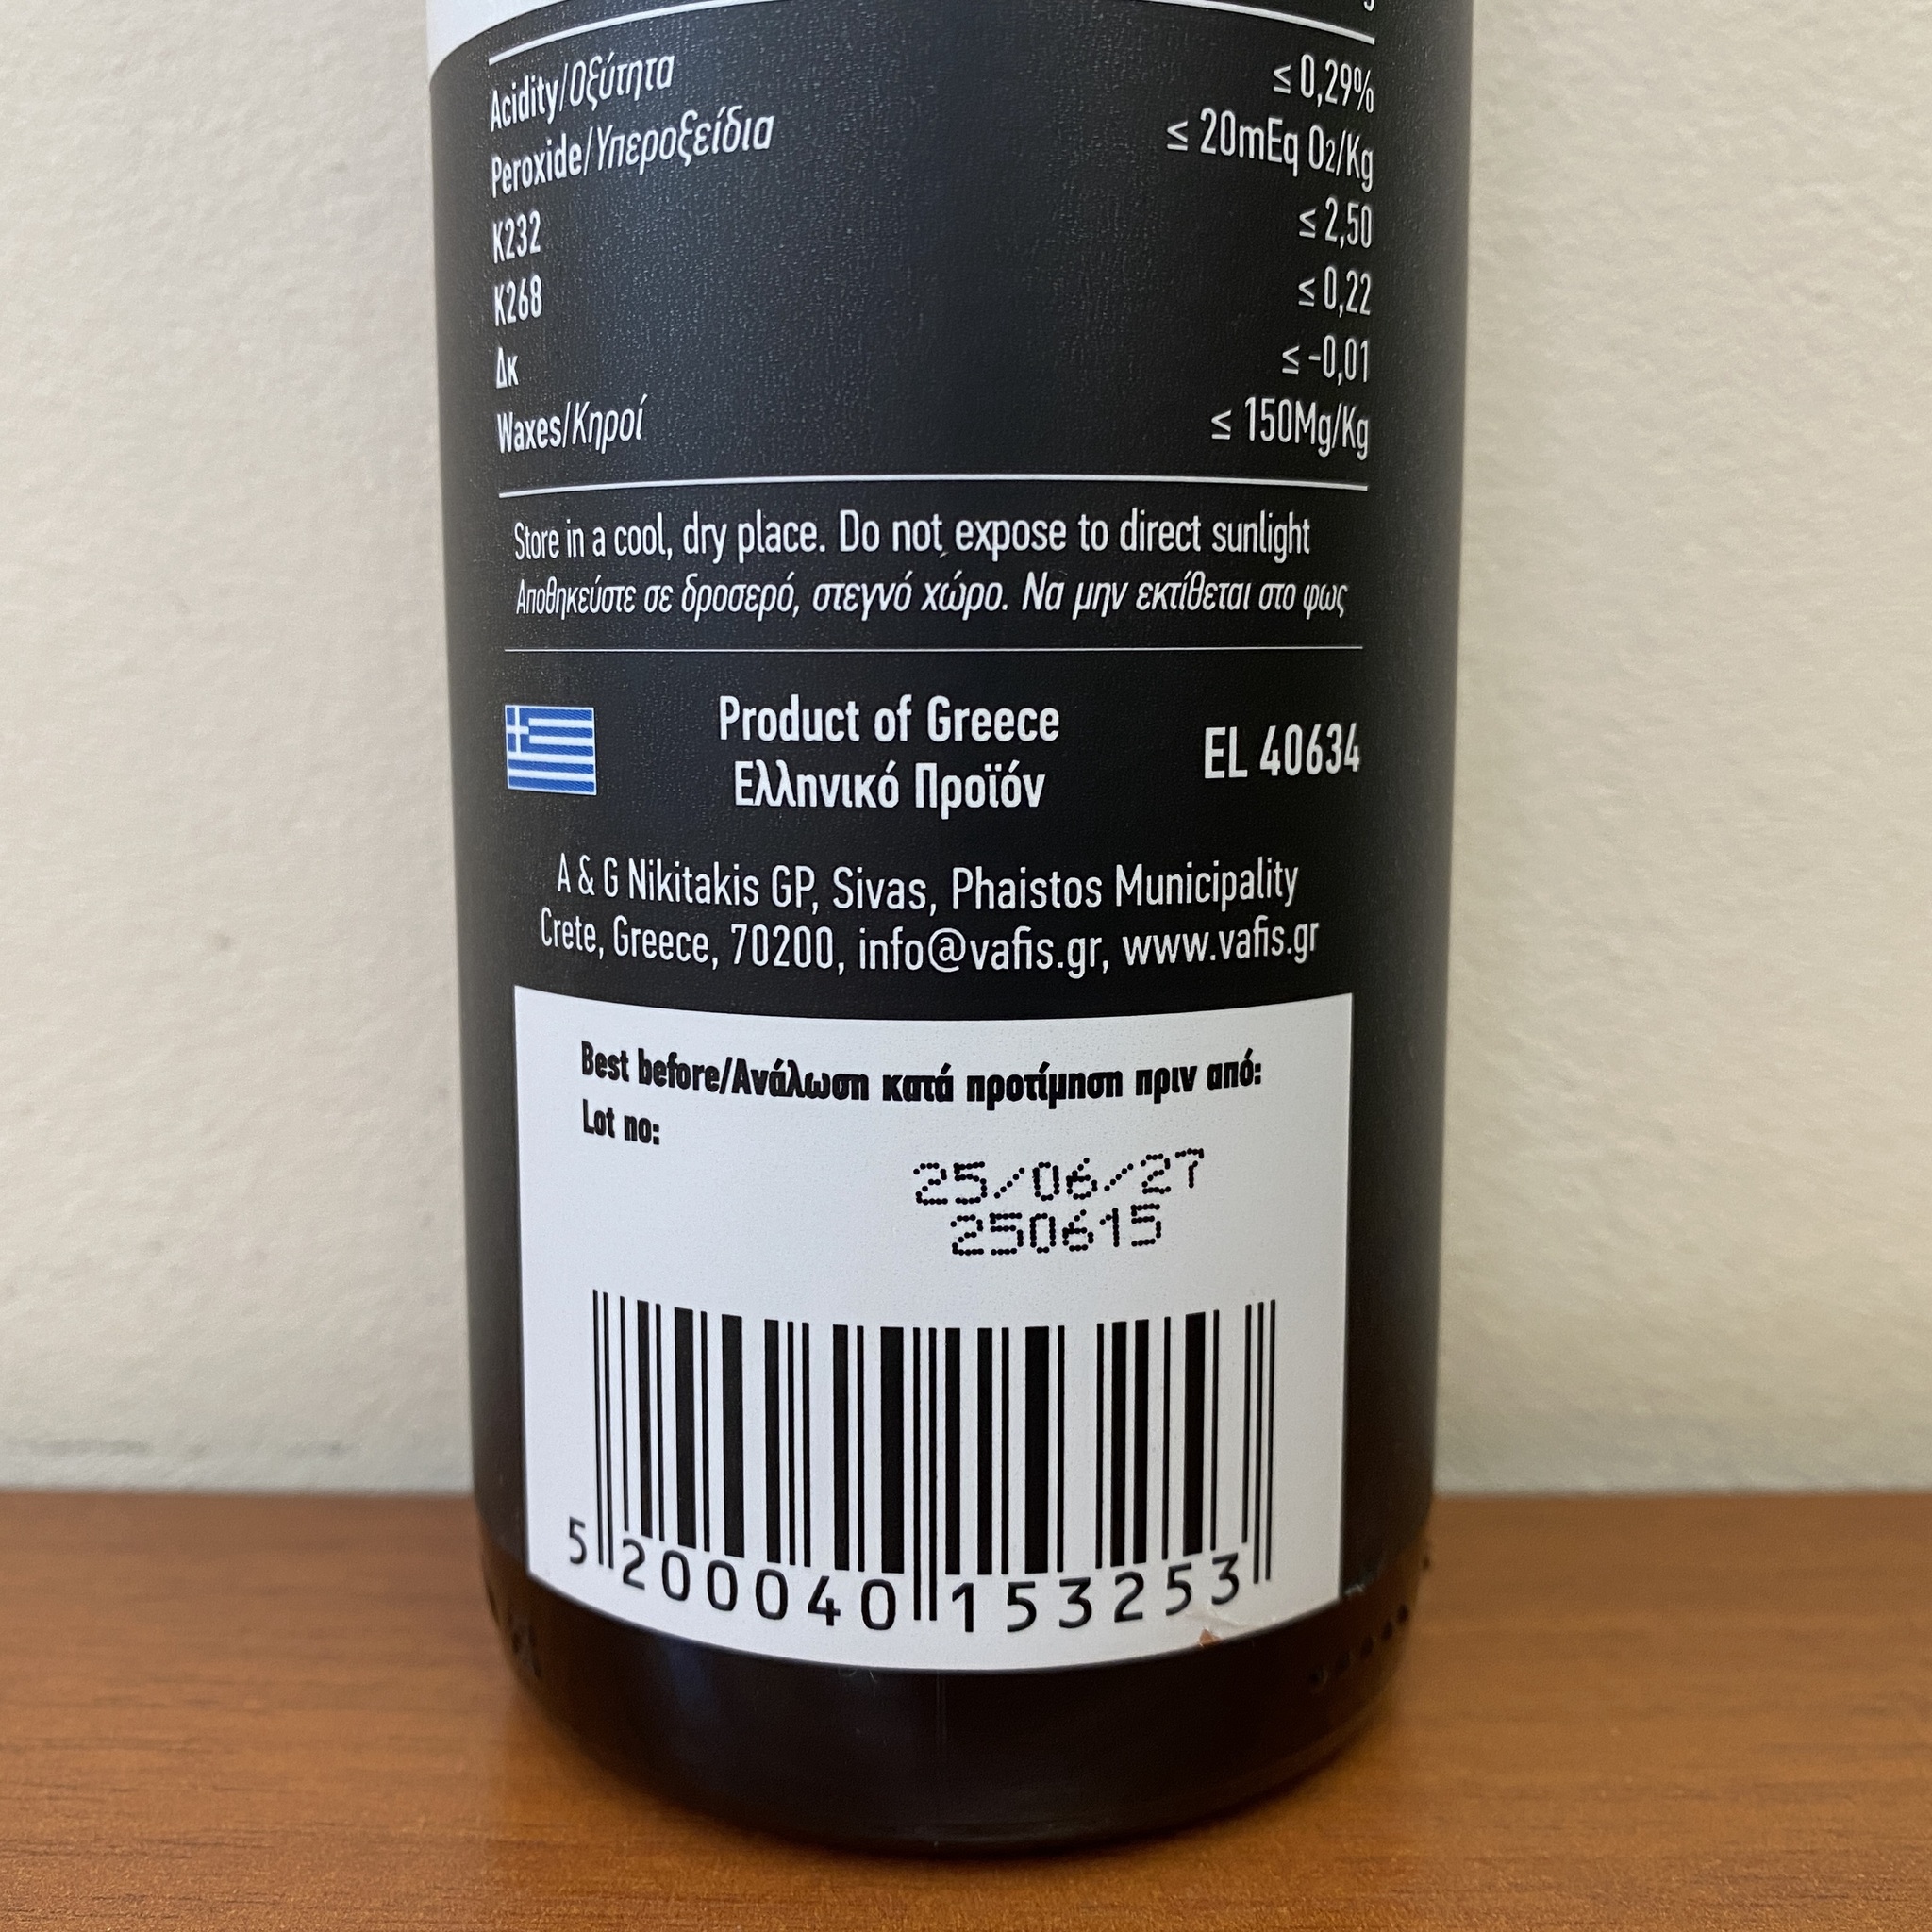 Acidity/Οξύτητα ≤ 0,29%
Peroxide/Υπεροξείδια ≤ 20mEq O2/Kg
K232 ≤ 2,50
K268 ≤ 0,22
Δκ ≤ -0,01
Waxes/Κηροί ≤ 150Mg/Kg
Store in a cool, dry place. Do not expose to direct sunlight
Αποθηκεύστε σε δροσερό, στεγνό χώρο. Να μην εκτίθεται στο φως
Product of Greece
Ελληνικό Προϊόν
EL 40634
A & G Nikitakis GP, Sivas, Phaistos Municipality
Crete, Greece, 70200, info@vafis.gr, www.vafis.gr
Best before/Ανάλωση κατά προτίμηση πριν από:
Lot no:
25/06/27
250615
5 200040 153253